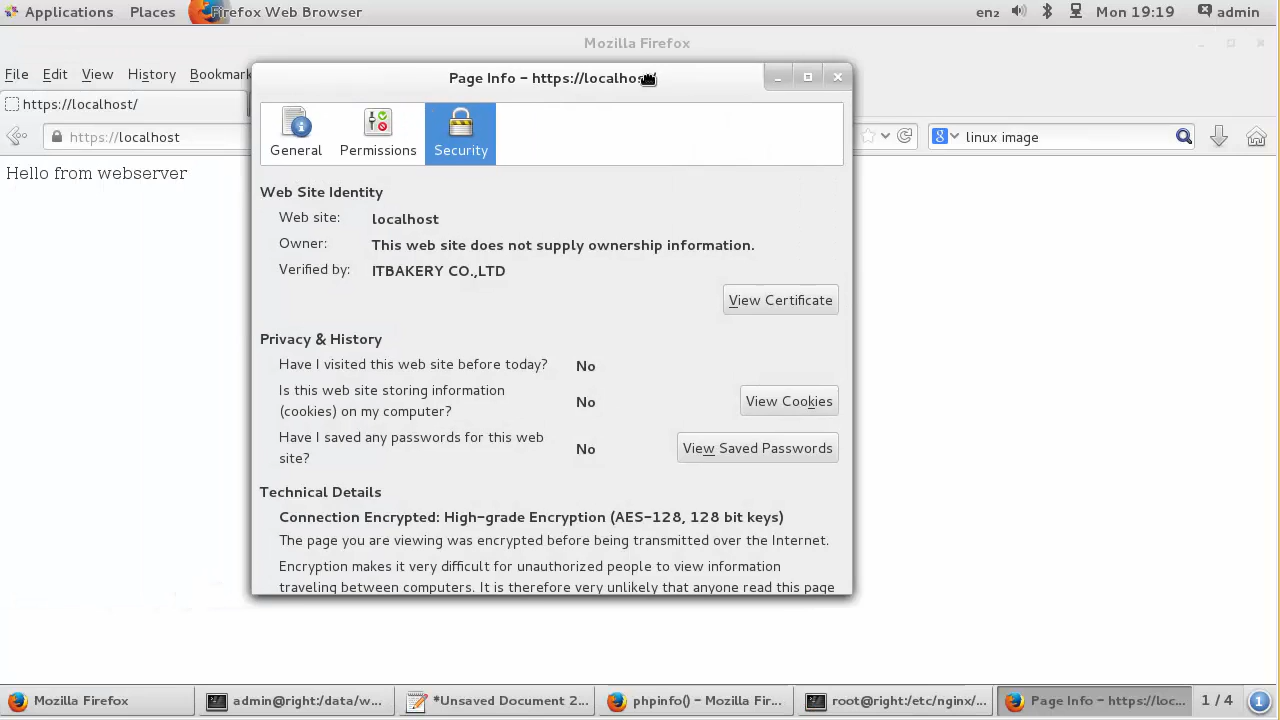 Applications Places Firefox Web Browser en2 Mon 19:19 admin
Mozilla Firefox
File Edit View History Bookmark
Page Info - https://localhos
https://localhost/
https://localhost
linux image
General Permissions Security
Hello from webserver
Web Site Identity
Web site: localhost
Owner: This web site does not supply ownership information.
Verified by: ITBAKERY CO.,LTD
View Certificate
Privacy & History
Have I visited this web site before today? No
Is this web site storing information
(cookies) on my computer? No View Cookies
Have I saved any passwords for this web
site? No View Saved Passwords
Technical Details
Connection Encrypted: High-grade Encryption (AES-128, 128 bit keys)
The page you are viewing was encrypted before being transmitted over the Internet.
Encryption makes it very difficult for unauthorized people to view information
traveling between computers. It is therefore very unlikely that anyone read this page
Mozilla Firefox admin@right:/data/w... *Unsaved Document 2... phpinfo() - Mozilla Fir... root@right:/etc/nginx/... Page Info - https://loc... 1 / 4 1